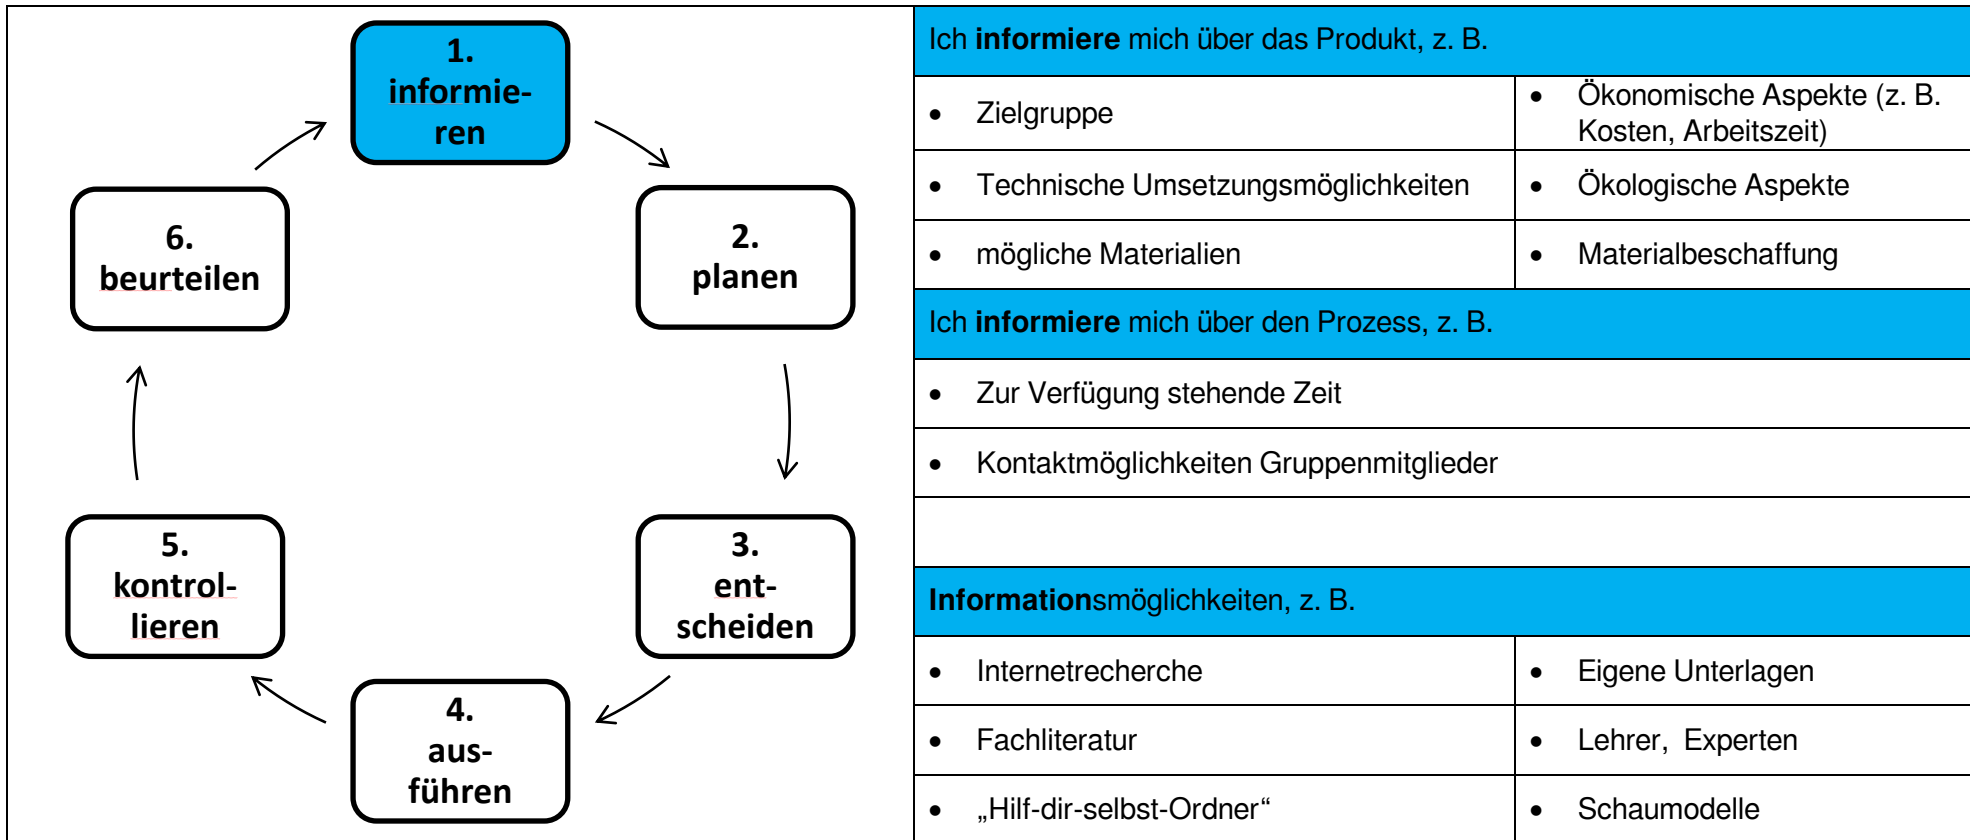 1.
informie-
ren
2.
planen
3.
ent-
scheiden
4.
aus-
führen
5.
kontrol-
lieren
6.
beurteilen
Ich informiere mich über das Produkt, z. B.
• Zielgruppe
• Ökonomische Aspekte (z. B.
Kosten, Arbeitszeit)
• Technische Umsetzungsmöglichkeiten
• Ökologische Aspekte
• mögliche Materialien
• Materialbeschaffung
Ich informiere mich über den Prozess, z. B.
• Zur Verfügung stehende Zeit
• Kontaktmöglichkeiten Gruppenmitglieder
Informationsmöglichkeiten, z. B.
• Internetrecherche
• Eigene Unterlagen
• Fachliteratur
• Lehrer, Experten
• „Hilf-dir-selbst-Ordner“
• Schaumodelle